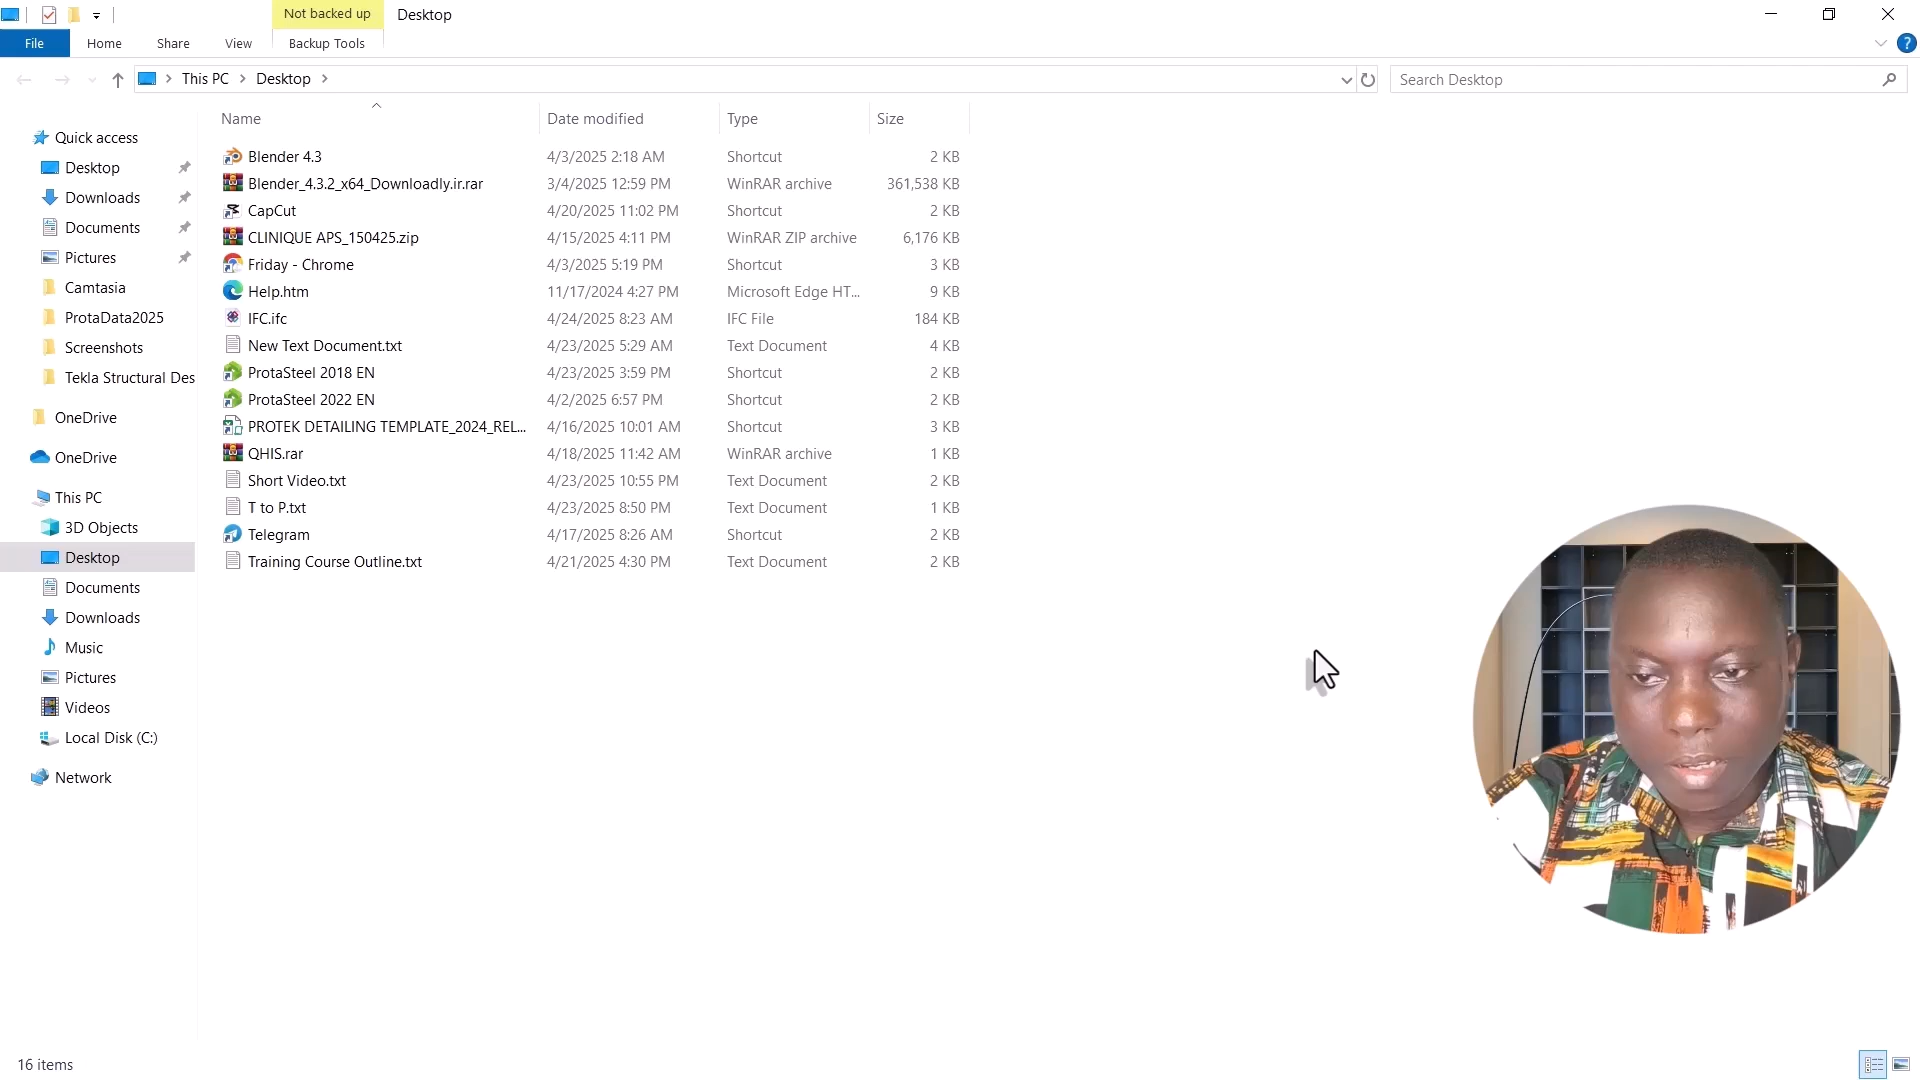 Not backed up
Desktop
File
Home
Share
View
Backup Tools
?
This PC
Desktop
Search Desktop
Name
Date modified
Type
Size
Quick access
Desktop
Downloads
Documents
Pictures
Camtasia
ProtaData2025
Screenshots
Tekla Structural Des
OneDrive
OneDrive
This PC
3D Objects
Desktop
Documents
Downloads
Music
Pictures
Videos
Local Disk (C:)
Network
Blender 4.3 4/3/2025 2:18 AM Shortcut 2 KB
Blender_4.3.2_x64_Downloadly.ir.rar 3/4/2025 12:59 PM WinRAR archive 361,538 KB
CapCut 4/20/2025 11:02 PM Shortcut 2 KB
CLINIQUE APS_150425.zip 4/15/2025 4:11 PM WinRAR ZIP archive 6,176 KB
Friday - Chrome 4/3/2025 5:19 PM Shortcut 3 KB
Help.htm 11/17/2024 4:27 PM Microsoft Edge HT... 9 KB
IFC.ifc 4/24/2025 8:23 AM IFC File 184 KB
New Text Document.txt 4/23/2025 5:29 AM Text Document 4 KB
ProtaSteel 2018 EN 4/23/2025 3:59 PM Shortcut 2 KB
ProtaSteel 2022 EN 4/2/2025 6:57 PM Shortcut 2 KB
PROTEK DETAILING TEMPLATE_2024_REL... 4/16/2025 10:01 AM Shortcut 3 KB
QHIS.rar 4/18/2025 11:42 AM WinRAR archive 1 KB
Short Video.txt 4/23/2025 10:55 PM Text Document 2 KB
T to P.txt 4/23/2025 8:50 PM Text Document 1 KB
Telegram 4/17/2025 8:26 AM Shortcut 2 KB
Training Course Outline.txt 4/21/2025 4:30 PM Text Document 2 KB
16 items